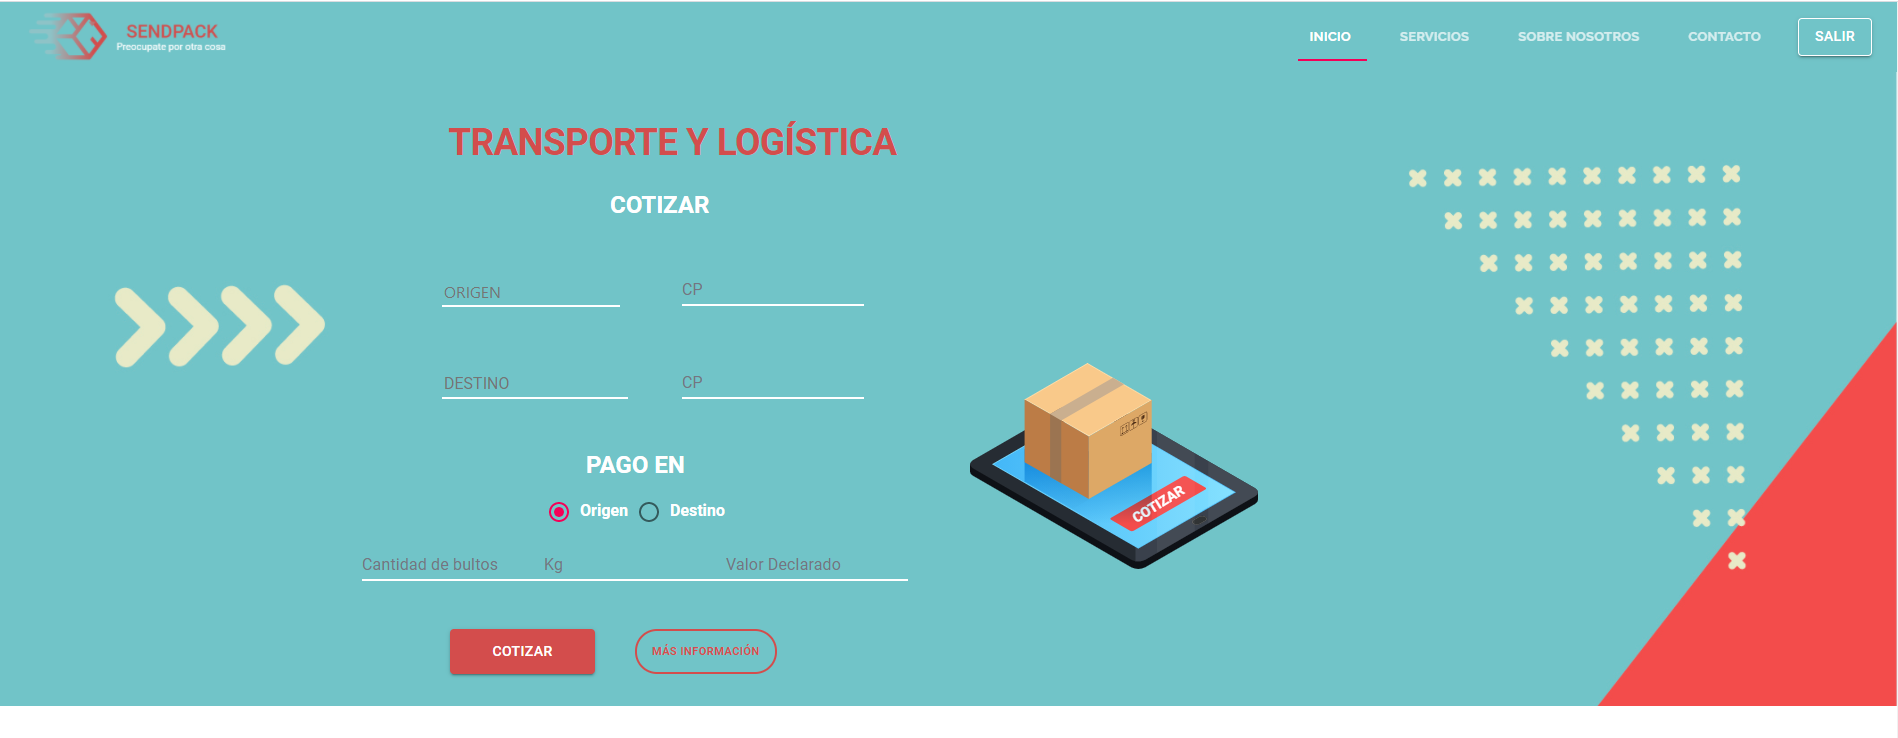 SENDPACK
Preocupate por otra cosa
INICIO SERVICIOS SOBRE NOSOTROS CONTACTO SALIR
TRANSPORTE Y LOGÍSTICA
COTIZAR
ORIGEN CP
DESTINO CP
PAGO EN
Origen Destino
Cantidad de bultos Kg Valor Declarado
COTIZAR MÁS INFORMACIÓN
COTIZAR